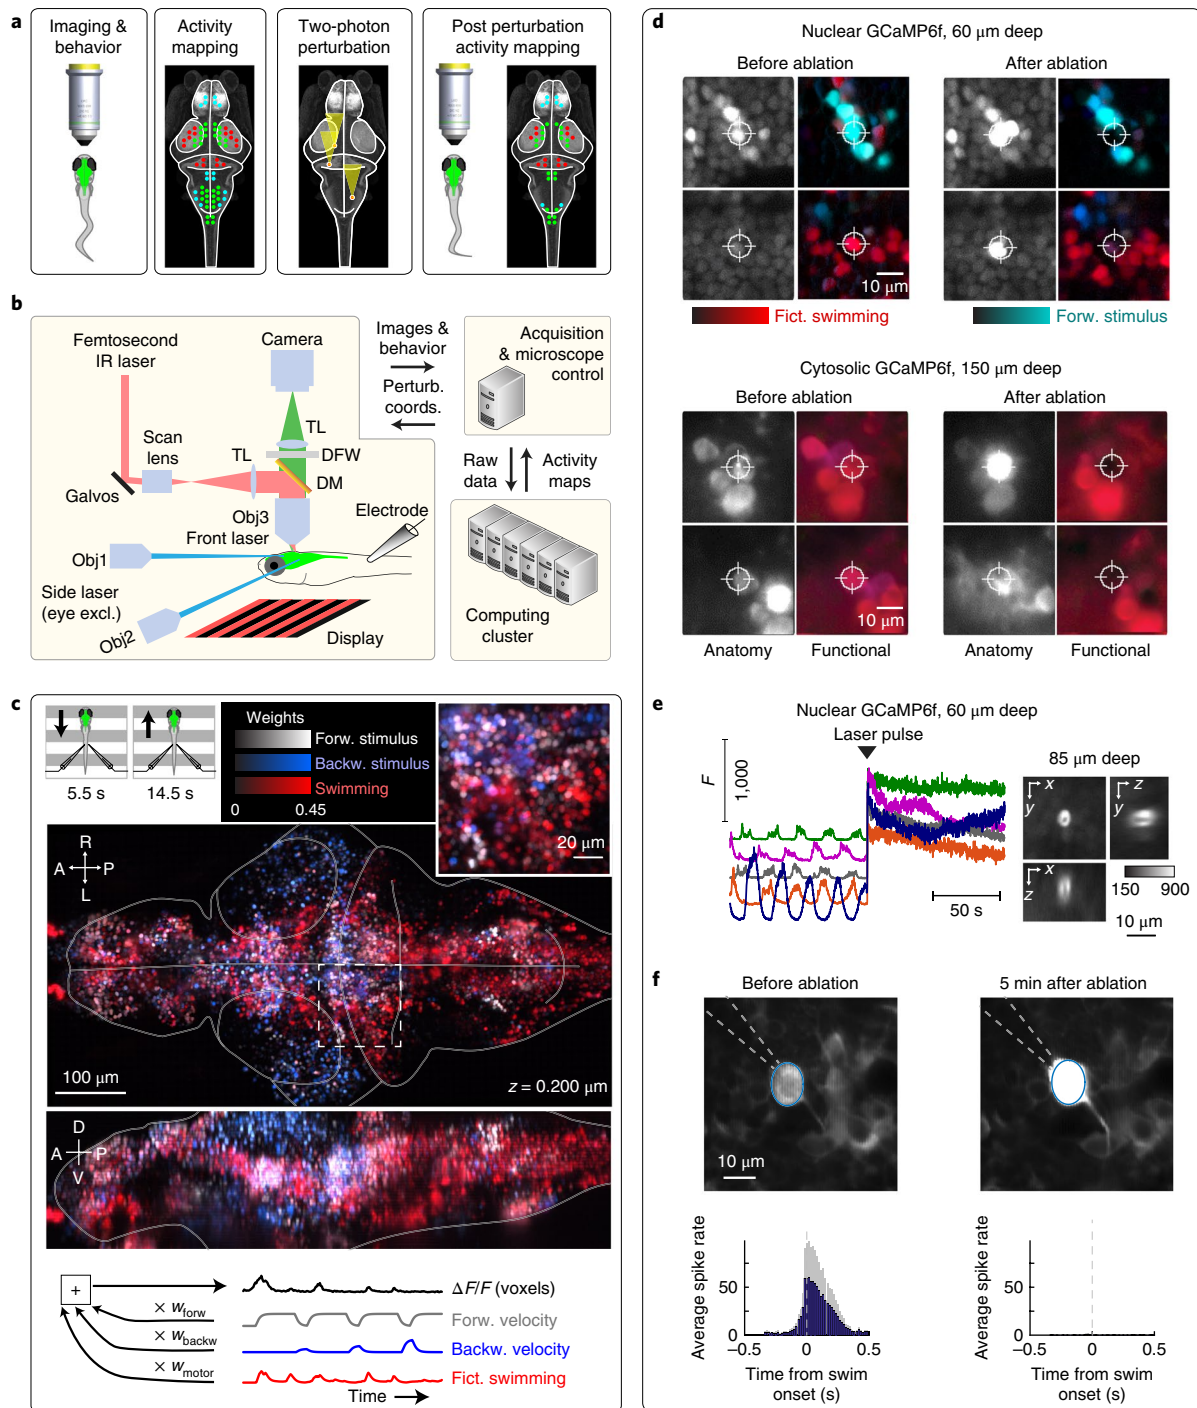 a
Imaging &
behavior
Activity
mapping
Two-photon
perturbation
Post perturbation
activity mapping
b
Femtosecond
IR laser
Camera
Scan
lens
TL
TL
DFW
DM
Galvos
Obj3
Front laser
Electrode
Obj1
Side laser
(eye excl.)
Obj2
Display
Images &
behavior
Perturb.
coords.
Acquisition
& microscope
control
Raw
data
Activity
maps
Computing
cluster
c
5.5 s
14.5 s
Weights
Forw. stimulus
Backw. stimulus
Swimming
0
0.45
20 μm
R
A
P
L
100 μm
z = 0.200 μm
D
A
P
V
+
× wforw
× wbackw
× wmotor
ΔF/F (voxels)
Forw. velocity
Backw. velocity
Fict. swimming
Time
d
Nuclear GCaMP6f, 60 μm deep
Before ablation
After ablation
10 μm
Fict. swimming
Forw. stimulus
Cytosolic GCaMP6f, 150 μm deep
Before ablation
After ablation
10 μm
Anatomy
Functional
Anatomy
Functional
e
Nuclear GCaMP6f, 60 μm deep
Laser pulse
F
1,000
50 s
85 μm deep
x
y
z
y
x
z
150
900
10 μm
f
Before ablation
5 min after ablation
10 μm
Average spike rate
50
0
−0.5
0
0.5
Time from swim
onset (s)
Average spike rate
50
0
−0.5
0
0.5
Time from swim
onset (s)